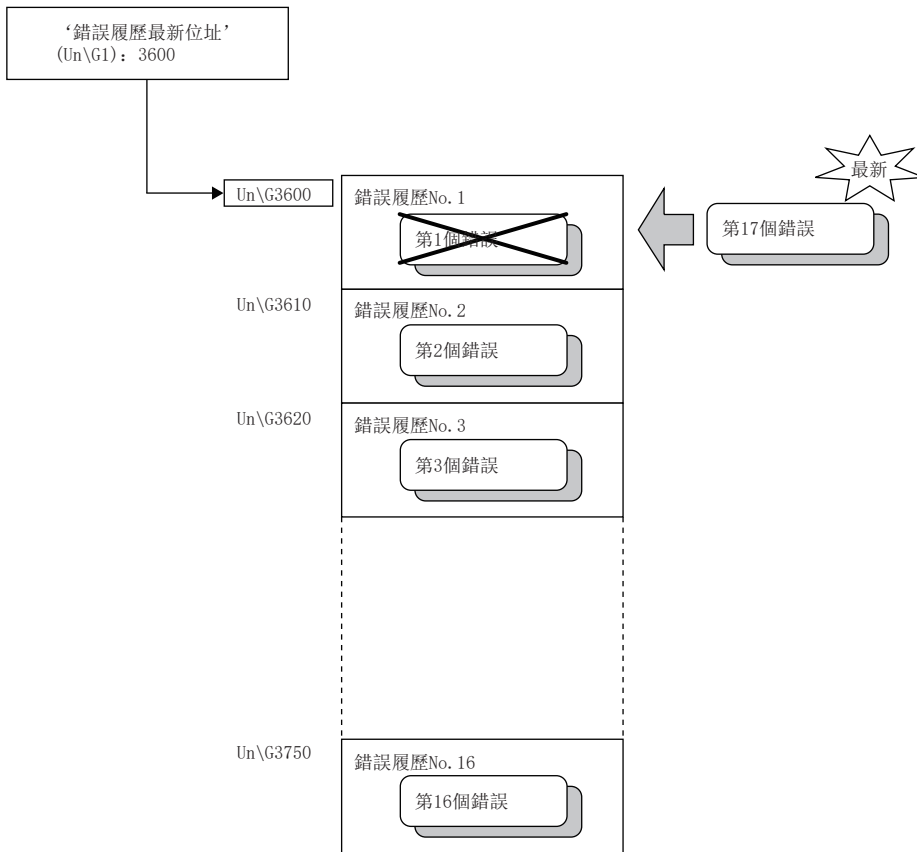 ‘錯誤履歷最新位址’
(Un\G1): 3600
最新
Un\G3600
錯誤履歷No.1
第1個錯誤
第17個錯誤
Un\G3610
錯誤履歷No.2
第2個錯誤
Un\G3620
錯誤履歷No.3
第3個錯誤
Un\G3750
錯誤履歷No.16
第16個錯誤